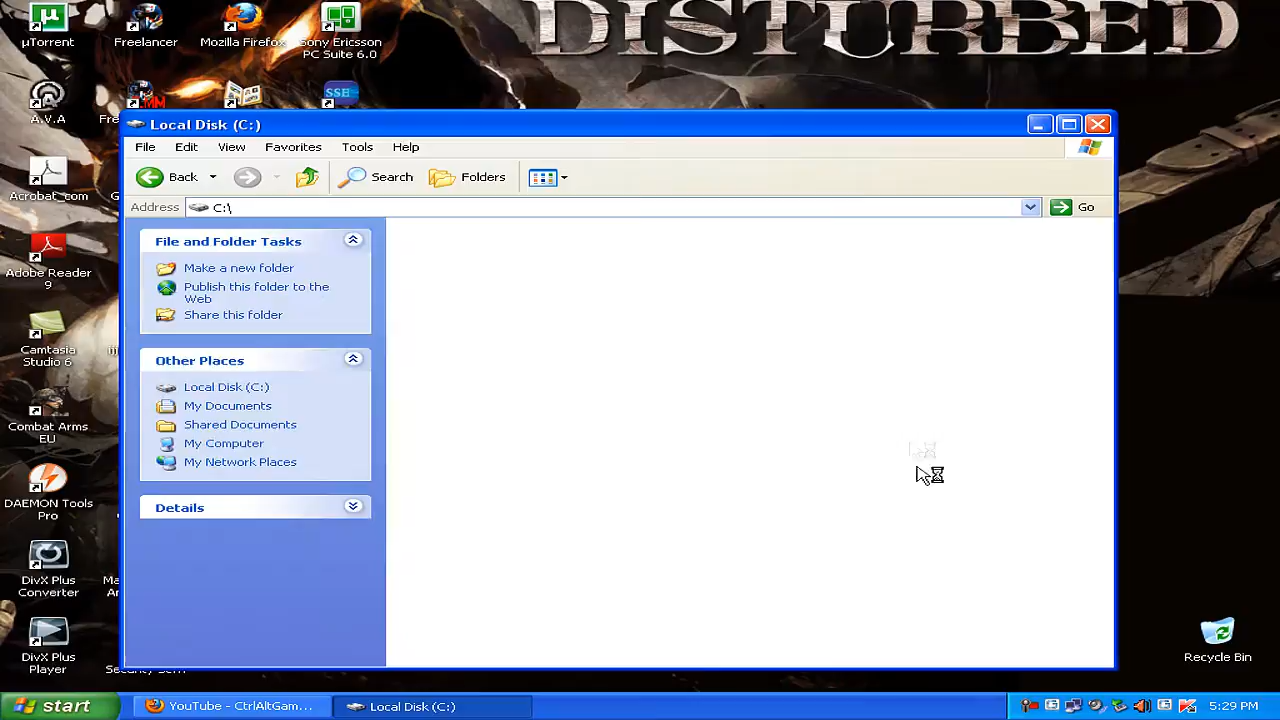 DISTURBED
µTorrent
Freelancer
Mozilla Firefox
Sony Ericsson
PC Suite 6.0
A.V.A
SSE
Acrobat_com
Adobe Reader
9
Camtasia
Studio 6
Combat Arms
EU
DAEMON Tools
Pro
DivX Plus
Converter
DivX Plus
Player
Local Disk (C:)
File
Edit
View
Favorites
Tools
Help
Back
Search
Folders
Address
C:\
Go
File and Folder Tasks
Make a new folder
Publish this folder to the
Web
Share this folder
Other Places
Local Disk (C:)
My Documents
Shared Documents
My Computer
My Network Places
Details
Recycle Bin
start
YouTube - CtrlAltGam...
Local Disk (C:)
5:29 PM